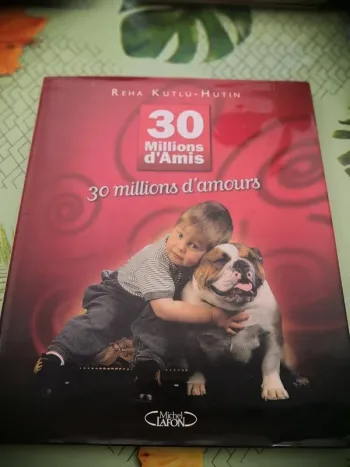 REHA KUTLU-HUTIN
30
Millions
d'Amis
30 millions d'amours
Michel
LAFON